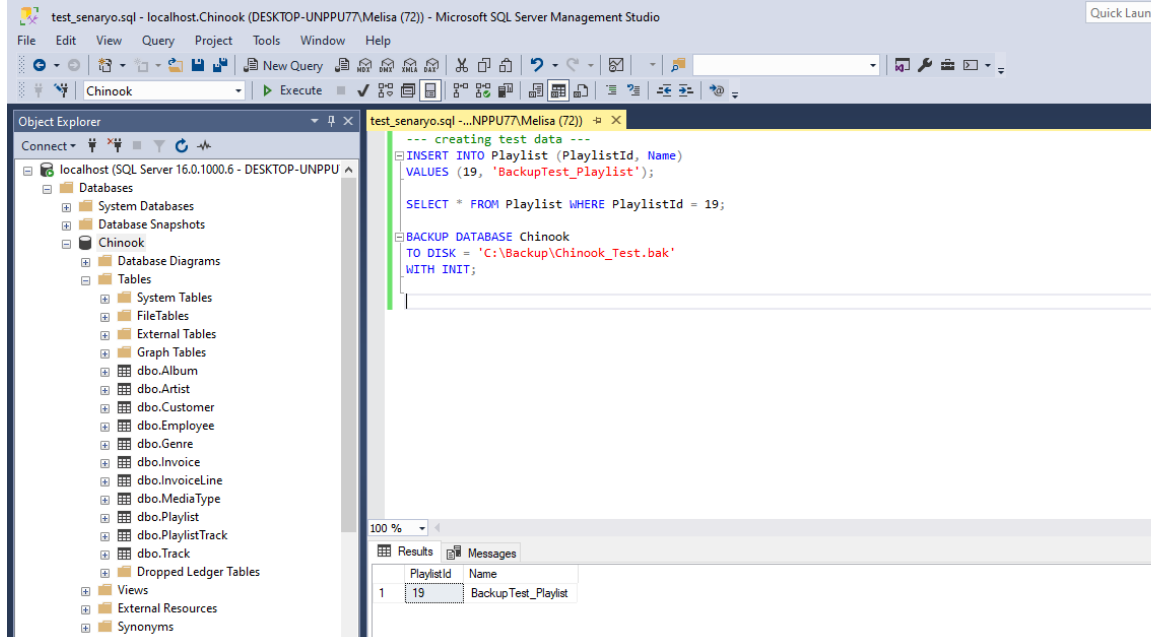 test_senaryo.sql - localhost.Chinook (DESKTOP-UNPPU77\Melisa (72)) - Microsoft SQL Server Management Studio
Quick Laun
File Edit View Query Project Tools Window Help
New Query
MDX DMX XMLA DAX
Chinook
Execute
Object Explorer
Connect
localhost (SQL Server 16.0.1000.6 - DESKTOP-UNPPU
Databases
System Databases
Database Snapshots
Chinook
Database Diagrams
Tables
System Tables
FileTables
External Tables
Graph Tables
dbo.Album
dbo.Artist
dbo.Customer
dbo.Employee
dbo.Genre
dbo.Invoice
dbo.InvoiceLine
dbo.MediaType
dbo.Playlist
dbo.PlaylistTrack
dbo.Track
Dropped Ledger Tables
Views
External Resources
Synonyms
test_senaryo.sql -...NPPU77\Melisa (72))
--- creating test data ---
INSERT INTO Playlist (PlaylistId, Name)
VALUES (19, 'BackupTest_Playlist');
SELECT * FROM Playlist WHERE PlaylistId = 19;
BACKUP DATABASE Chinook
TO DISK = 'C:\Backup\Chinook_Test.bak'
WITH INIT;
100 %
Results Messages
PlaylistId Name
1 19 BackupTest_Playlist